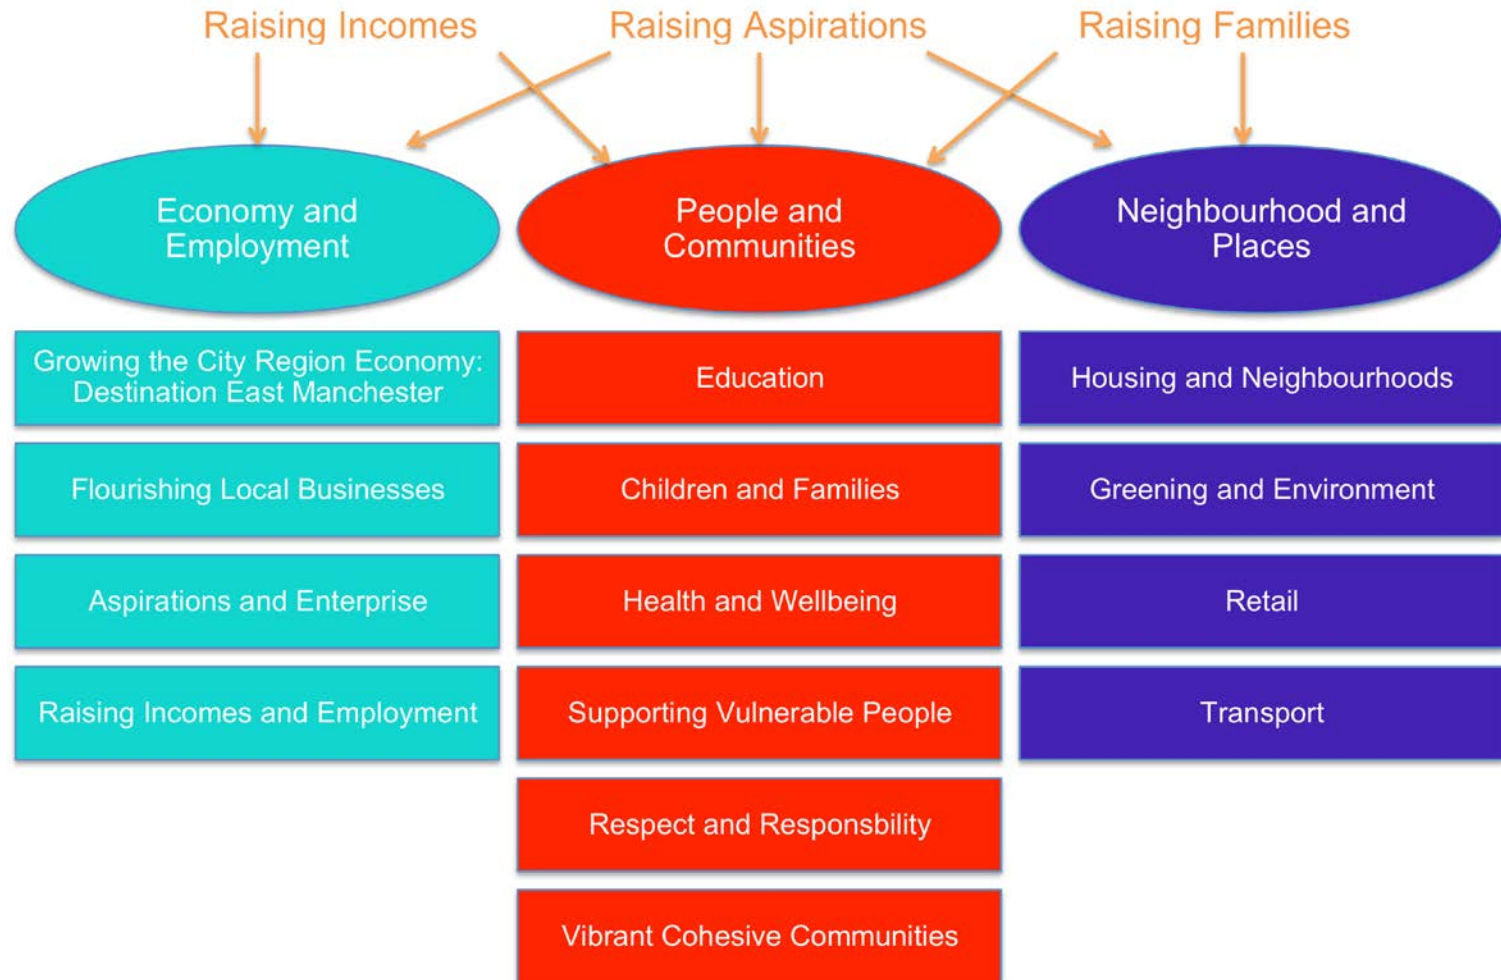 Raising Incomes
Raising Aspirations
Raising Families
Economy and
Employment
People and
Communities
Neighbourhood and
Places
Growing the City Region Economy:
Destination East Manchester
Flourishing Local Businesses
Aspirations and Enterprise
Raising Incomes and Employment
Education
Children and Families
Health and Wellbeing
Supporting Vulnerable People
Respect and Responsbility
Vibrant Cohesive Communities
Housing and Neighbourhoods
Greening and Environment
Retail
Transport